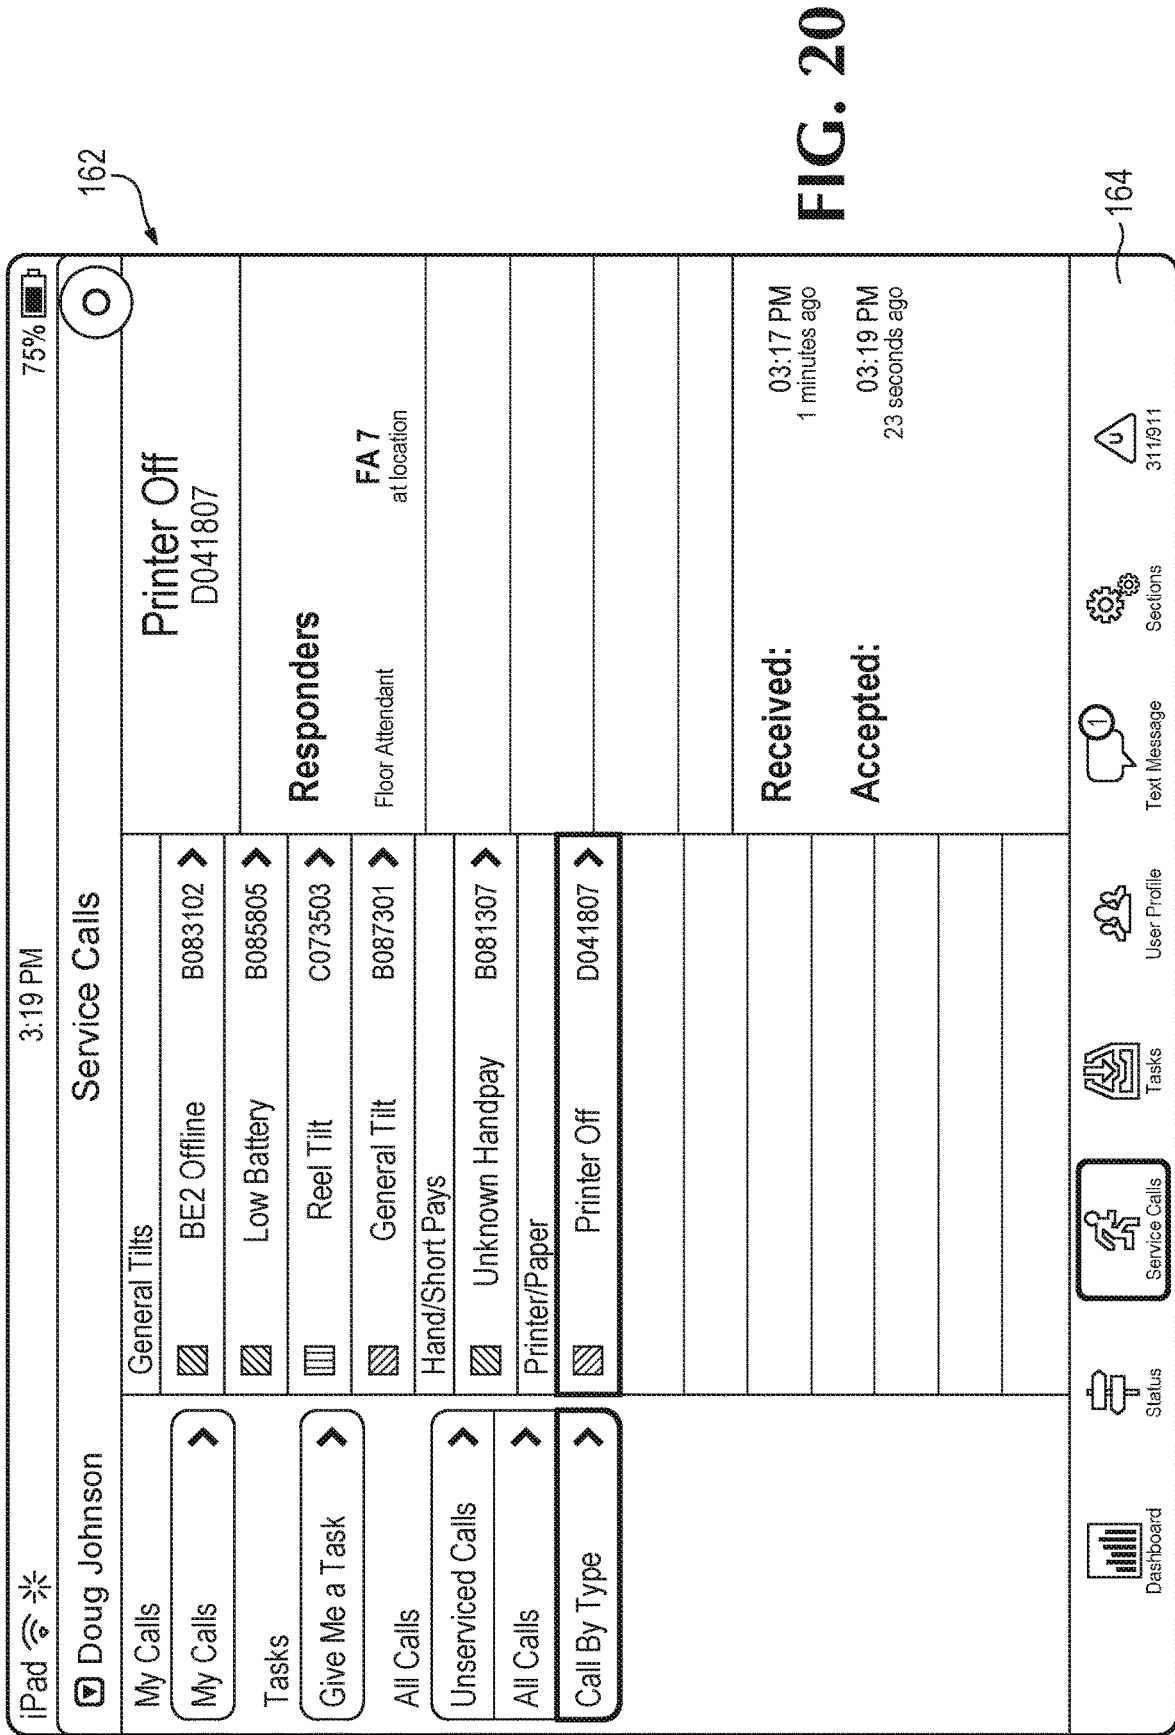 iPad 3:19 PM 75%
Doug Johnson Service Calls
My Calls
My Calls
Tasks
Give Me a Task
All Calls
Unserviced Calls
All Calls
Call By Type
General Tilts
BE2 Offline B083102
Low Battery B085805
Reel Tilt C073503
General Tilt B087301
Hand/Short Pays
Unknown Handpay B081307
Printer/Paper
Printer Off D041807
Printer Off
D041807
Responders
Floor Attendant FA 7
at location
Received: 03:17 PM
1 minutes ago
Accepted: 03:19 PM
23 seconds ago
1
Dashboard Status Service Calls Tasks User Profile Text Message Sections 311/911
162
164
FIG. 20